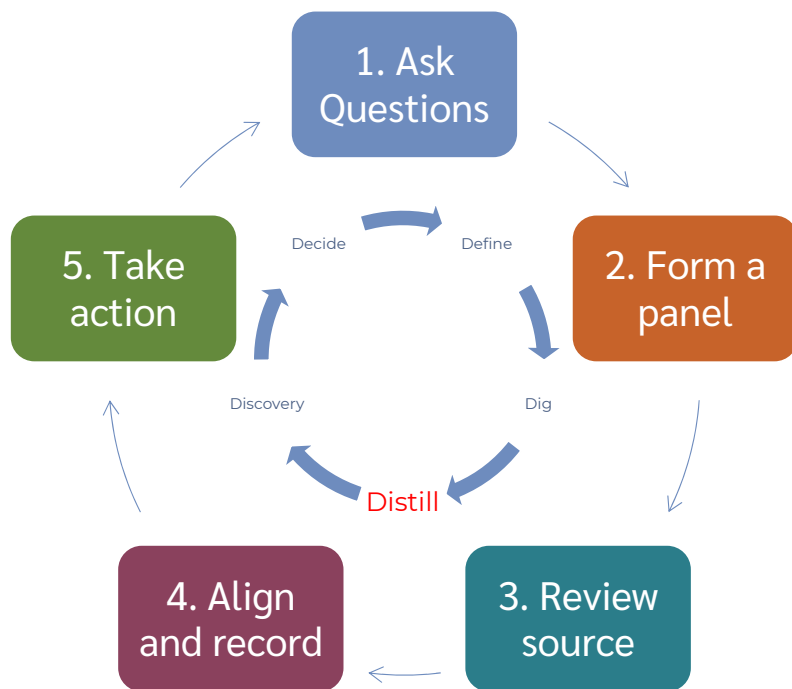 1. Ask
Questions
2. Form a
panel
3. Review
source
4. Align
and record
5. Take
action
Decide
Define
Dig
Distill
Discovery